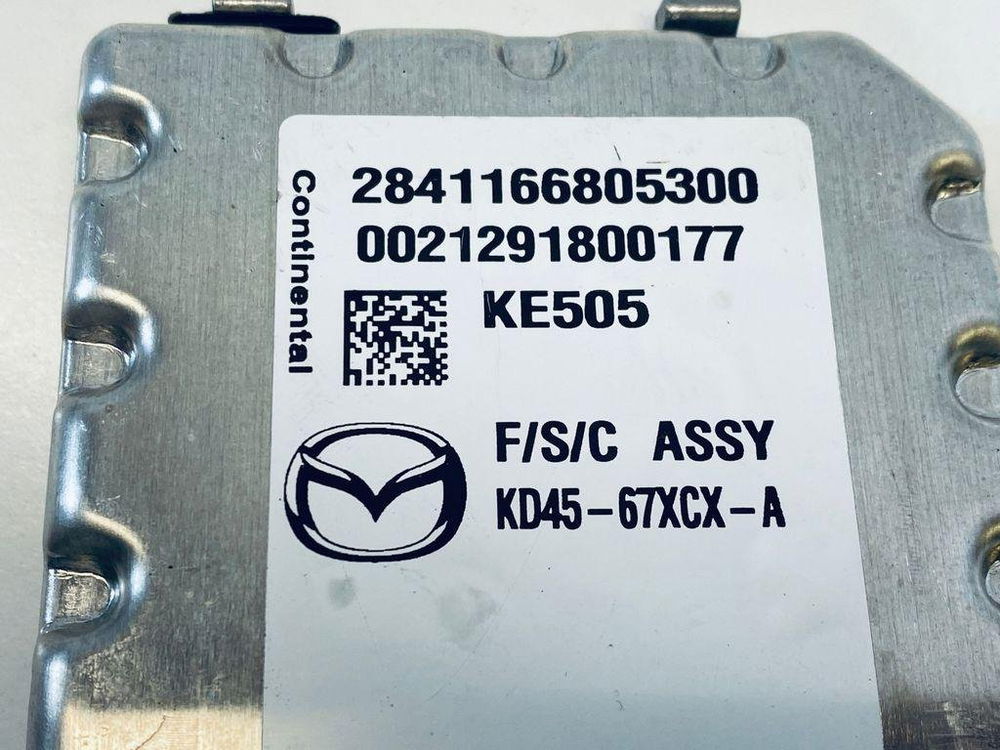 Continental
2841166805300
0021291800177
KE505
F/S/C ASSY
KD45-67XCX-A